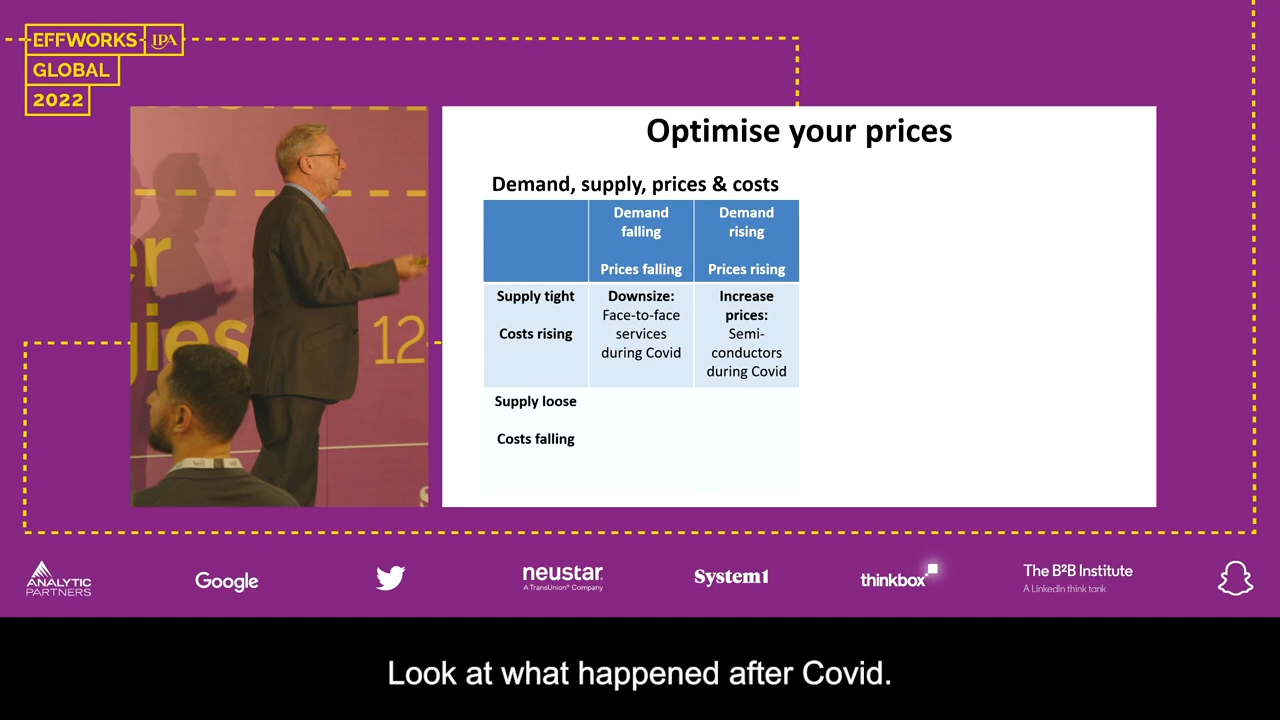 EFFWORKS IPA
GLOBAL
2022
er
gies
12-
Optimise your prices
Demand, supply, prices & costs
Demand
falling
Prices falling
Demand
rising
Prices rising
Supply tight
Costs rising
Downsize:
Face-to-face
services
during Covid
Increase
prices:
Semi-
conductors
during Covid
Supply loose
Costs falling
ANALYTIC
PARTNERS
Google
neustar
A TransUnion® Company
System1
thinkbox
The B2B Institute
A LinkedIn think tank
Look at what happened after Covid.